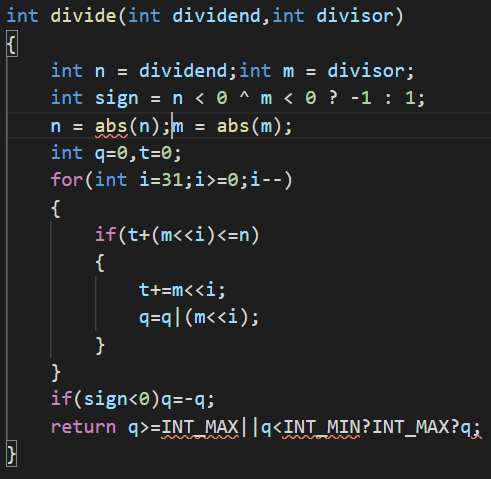 int divide(int dividend,int divisor)
{
int n = dividend;int m = divisor;
int sign = n < 0 ^ m < 0 ? -1 : 1;
n = abs(n);m = abs(m);
int q=0,t=0;
for(int i=31;i>=0;i--)
{
if(t+(m<<i)<=n)
{
t+=m<<i;
q=q|(m<<i);
}
}
if(sign<0)q=-q;
return q>=INT_MAX||q<INT_MIN?INT_MAX?q;
}